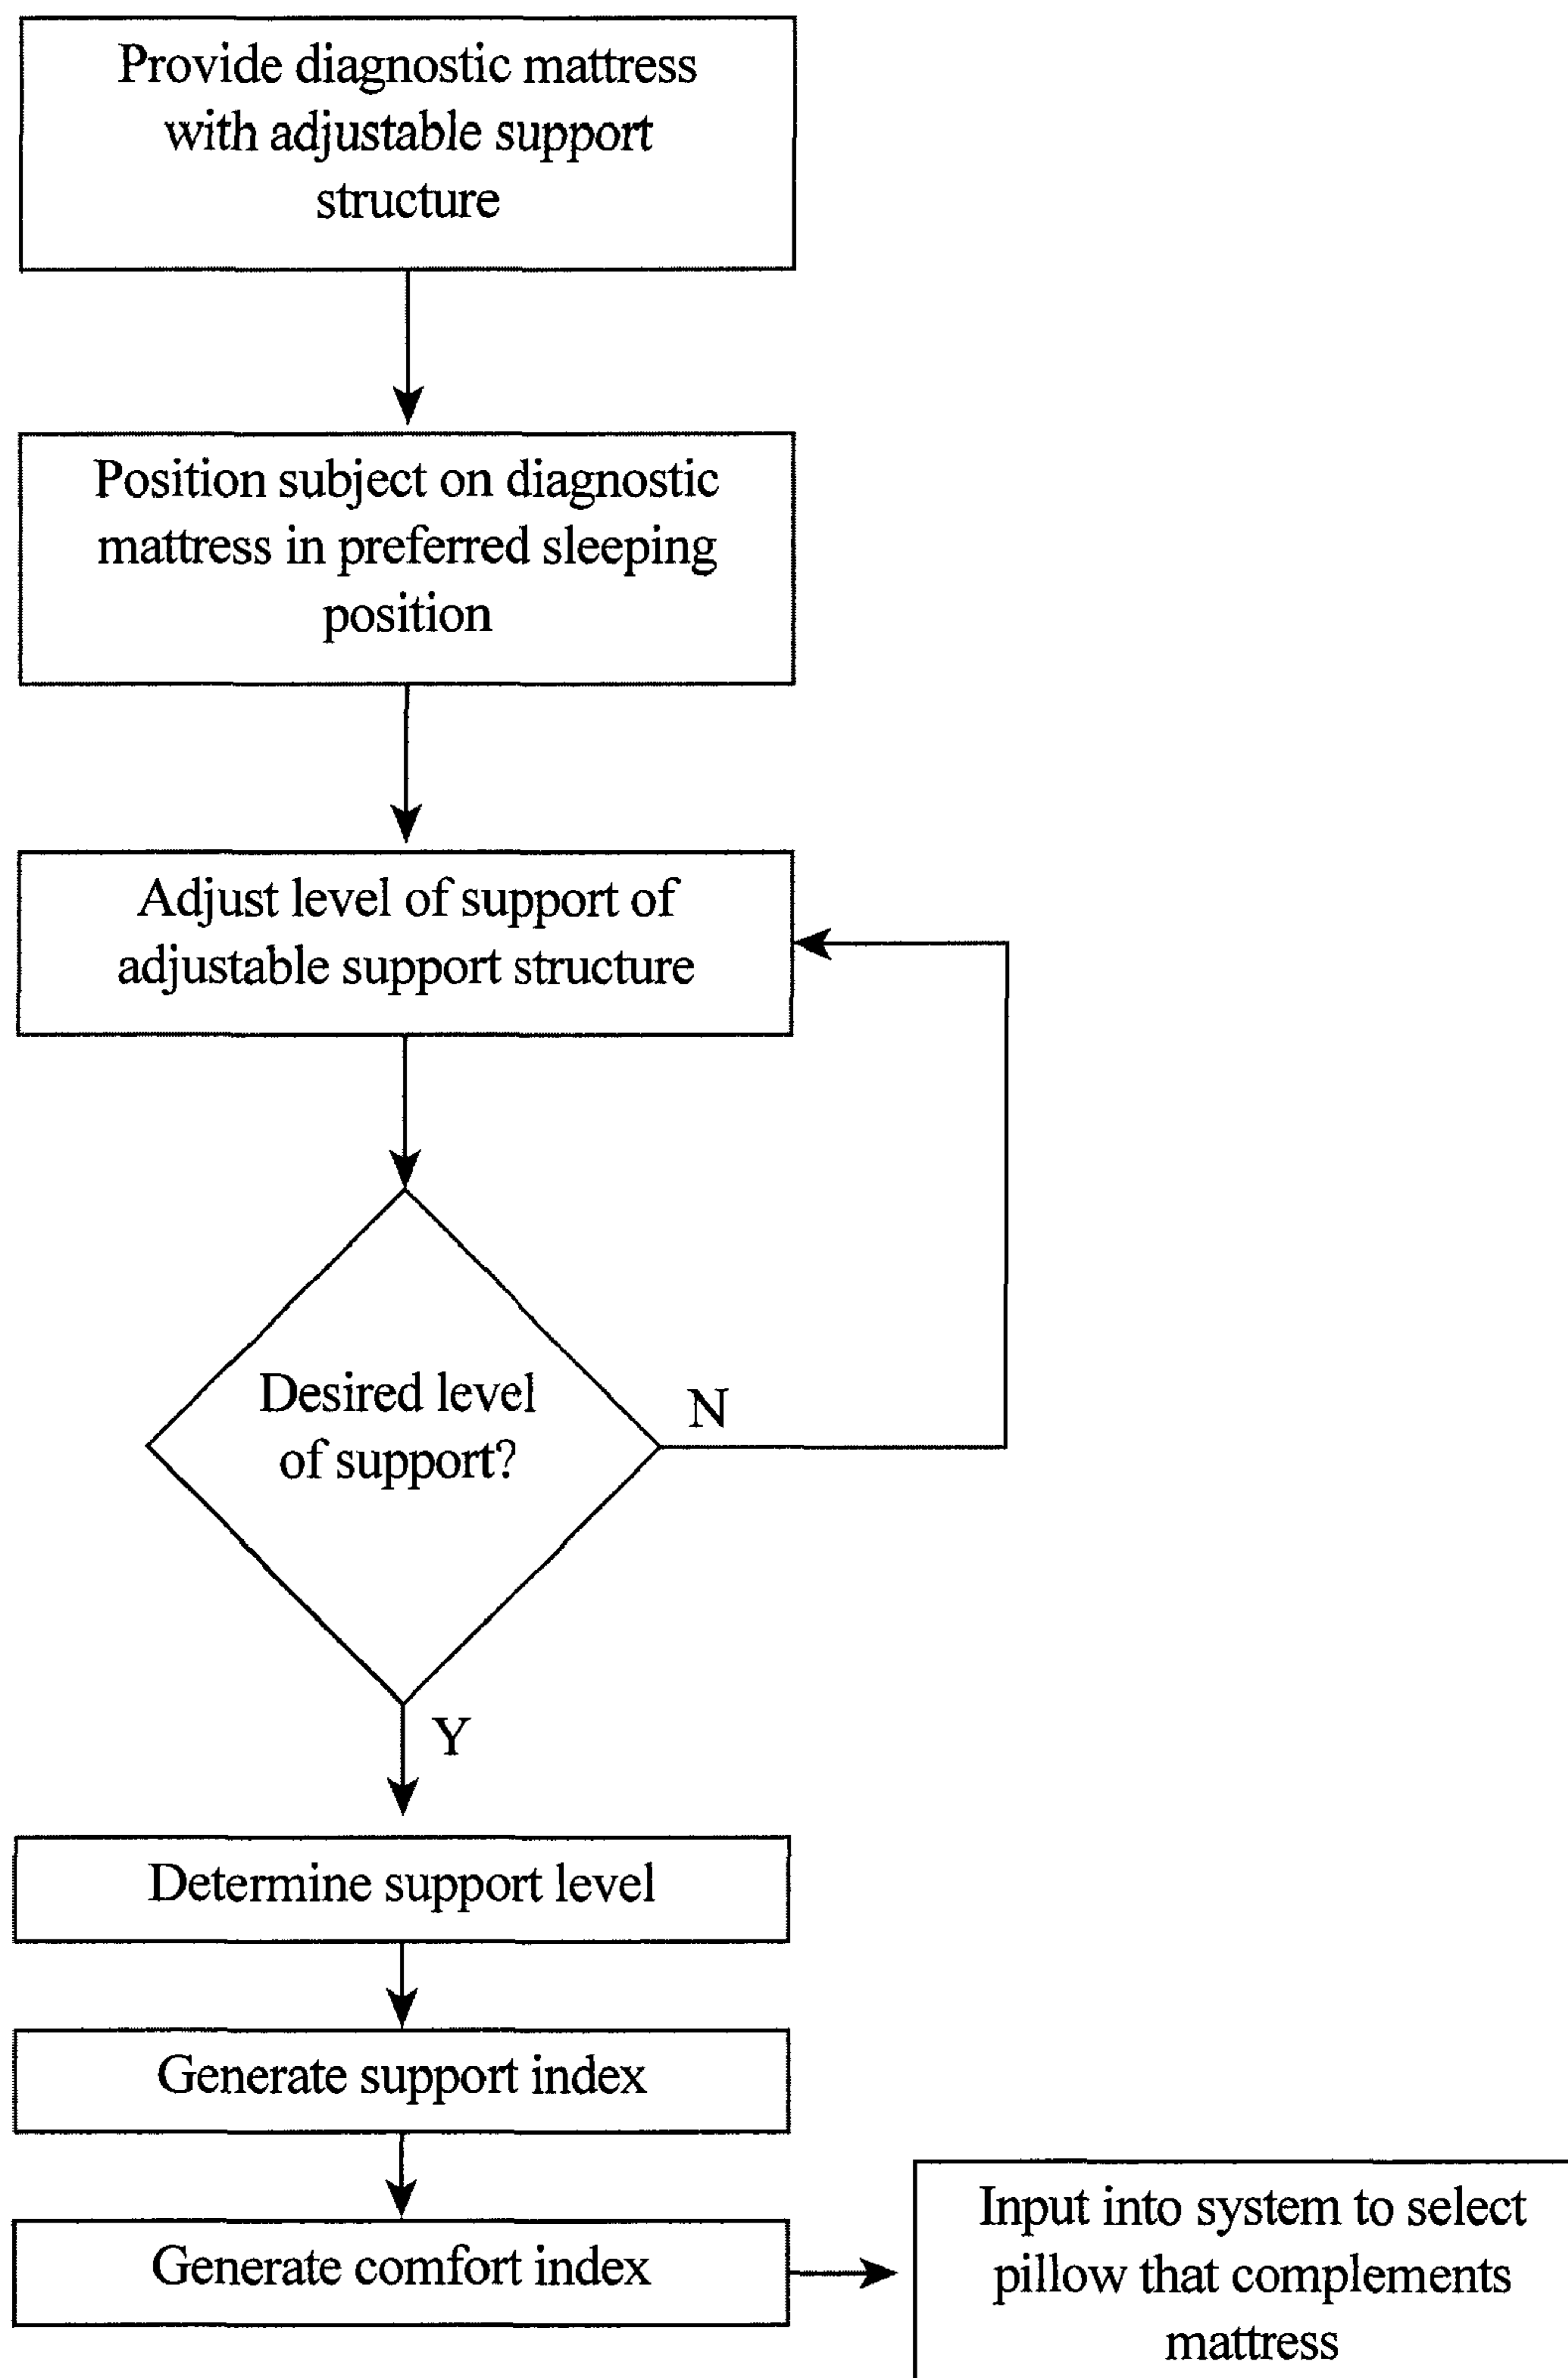 Provide diagnostic mattress
with adjustable support
structure
Position subject on diagnostic
mattress in preferred sleeping
position
Adjust level of support of
adjustable support structure
Desired level
of support?
N
Y
Determine support level
Generate support index
Generate comfort index
Input into system to select
pillow that complements
mattress